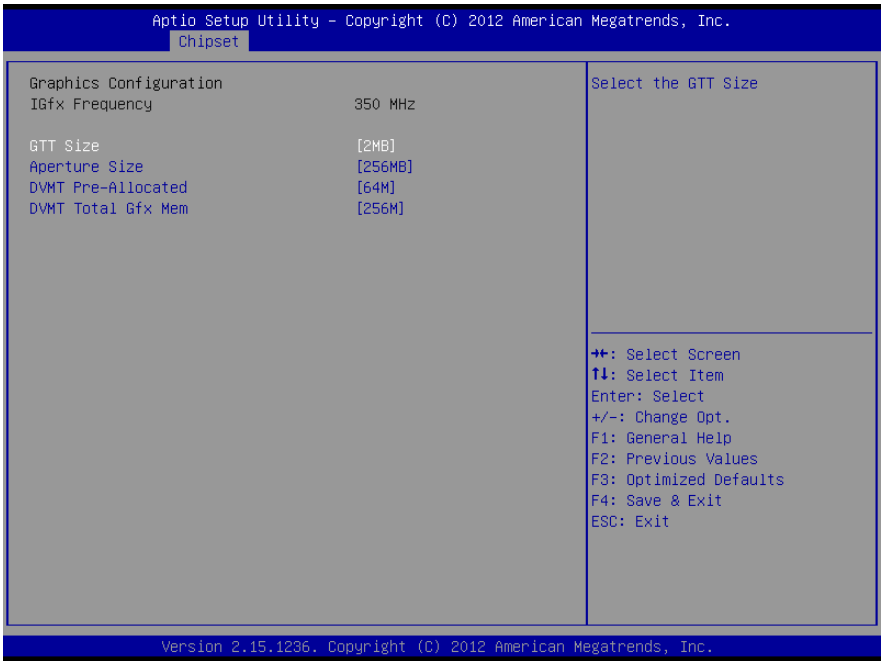 Aptio Setup Utility – Copyright (C) 2012 American Megatrends, Inc.
Chipset
Graphics Configuration
IGfx Frequency 350 MHz
GTT Size [2MB]
Aperture Size [256MB]
DVMT Pre-Allocated [64M]
DVMT Total Gfx Mem [256M]
Select the GTT Size
→←: Select Screen
↑↓: Select Item
Enter: Select
+/-: Change Opt.
F1: General Help
F2: Previous Values
F3: Optimized Defaults
F4: Save & Exit
ESC: Exit
Version 2.15.1236. Copyright (C) 2012 American Megatrends, Inc.